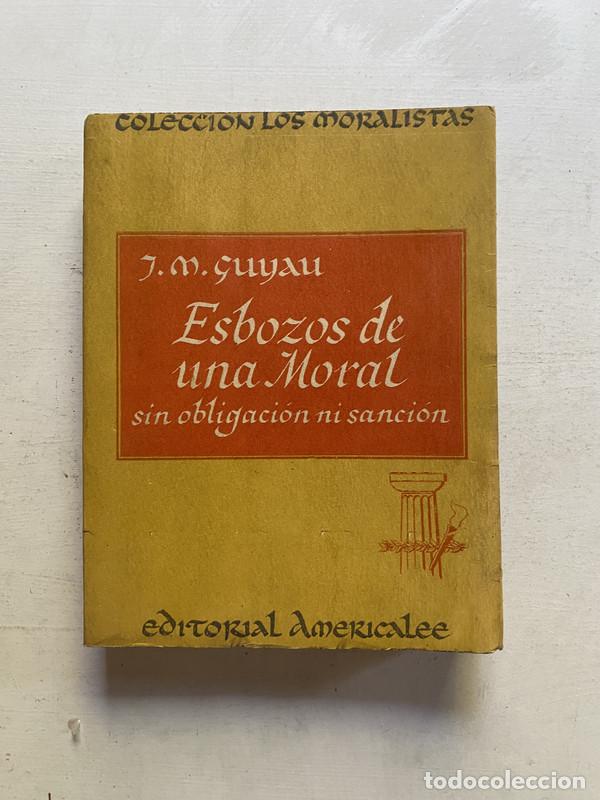 COLECCION LOS MORALISTAS
J. M. GUYAU
Esbozos de
una Moral
sin obligación ni sanción
EDITORIAL AMERICALEE
todocoleccion